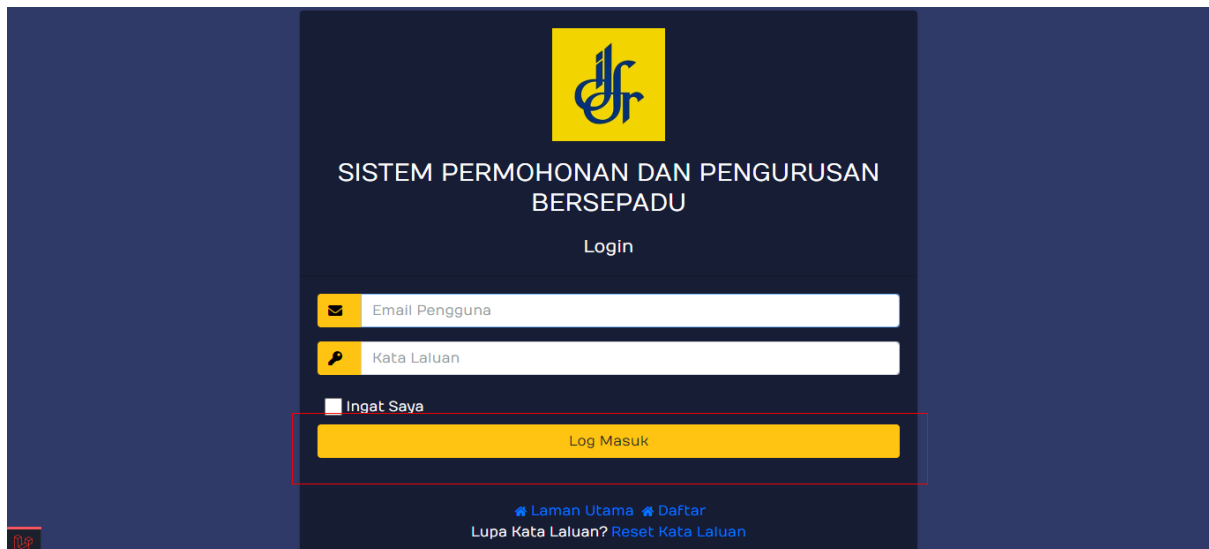 SISTEM PERMOHONAN DAN PENGURUSAN
BERSEPADU
Login
Email Pengguna
Kata Laluan
Ingat Saya
Log Masuk
Laman Utama Daftar
Lupa Kata Laluan? Reset Kata Laluan